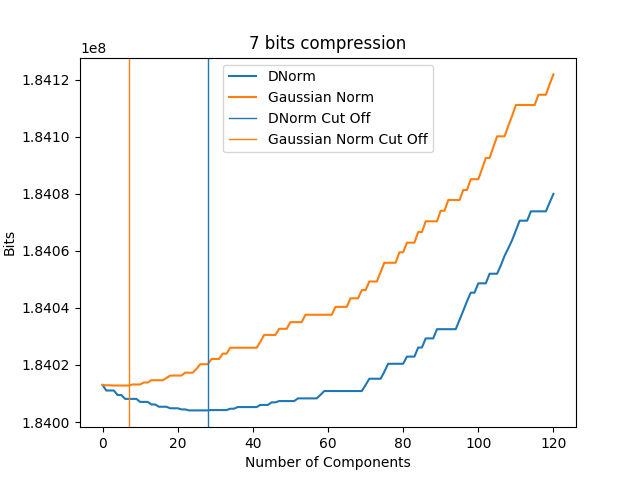 7 bits compression
1e8
DNorm
Gaussian Norm
DNorm Cut Off
Gaussian Norm Cut Off
1.8412
1.8410
1.8408
1.8406
1.8404
1.8402
1.8400
Bits
0 20 40 60 80 100 120
Number of Components